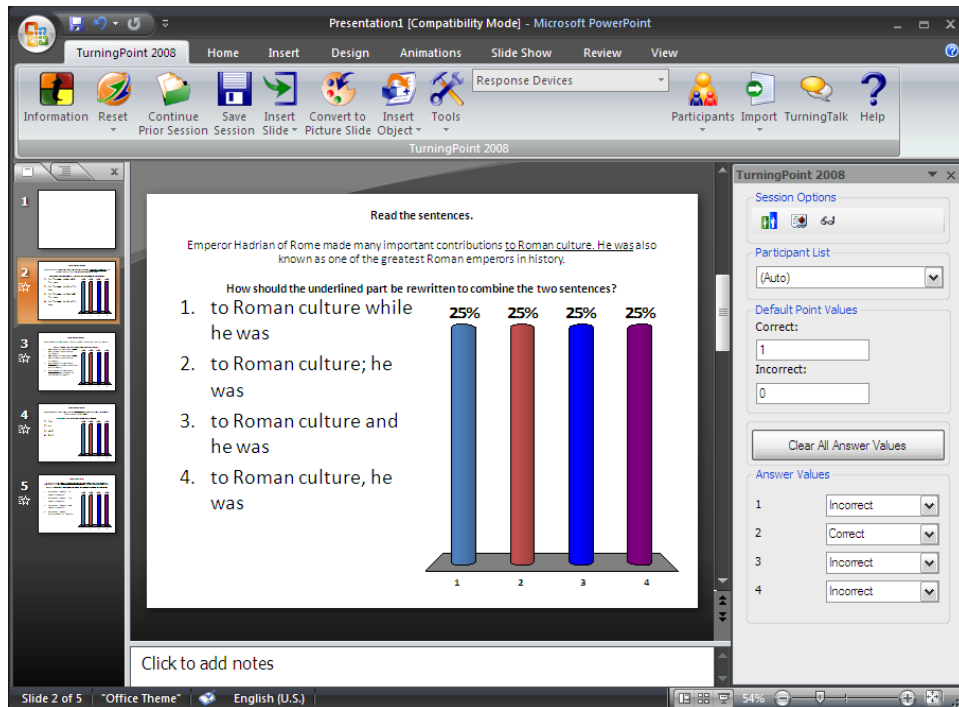 Presentation1 [Compatibility Mode] - Microsoft PowerPoint
TurningPoint 2008 Home Insert Design Animations Slide Show Review View
Information Reset Continue Prior Session Save Session Insert Slide Convert to Picture Slide Insert Object Tools Response Devices Participants Import TurningTalk Help
TurningPoint 2008
1
2
3
4
5
Read the sentences.
Emperor Hadrian of Rome made many important contributions to Roman culture. He was also
known as one of the greatest Roman emperors in history.
How should the underlined part be rewritten to combine the two sentences?
1. to Roman culture while
he was
2. to Roman culture; he
was
3. to Roman culture and
he was
4. to Roman culture, he
was
25% 25% 25% 25%
1 2 3 4
Click to add notes
TurningPoint 2008
Session Options
Participant List
(Auto)
Default Point Values
Correct:
1
Incorrect:
0
Clear All Answer Values
Answer Values
1 Incorrect
2 Correct
3 Incorrect
4 Incorrect
Slide 2 of 5 "Office Theme" English (U.S.) 54%